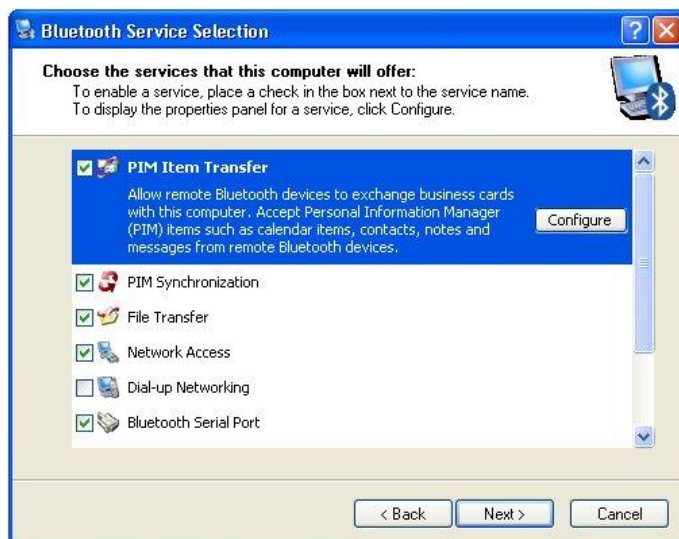 Bluetooth Service Selection
Choose the services that this computer will offer:
To enable a service, place a check in the box next to the service name.
To display the properties panel for a service, click Configure.
PIM Item Transfer
Allow remote Bluetooth devices to exchange business cards
with this computer. Accept Personal Information Manager
(PIM) items such as calendar items, contacts, notes and
messages from remote Bluetooth devices.
Configure
PIM Synchronization
File Transfer
Network Access
Dial-up Networking
Bluetooth Serial Port
< Back
Next >
Cancel